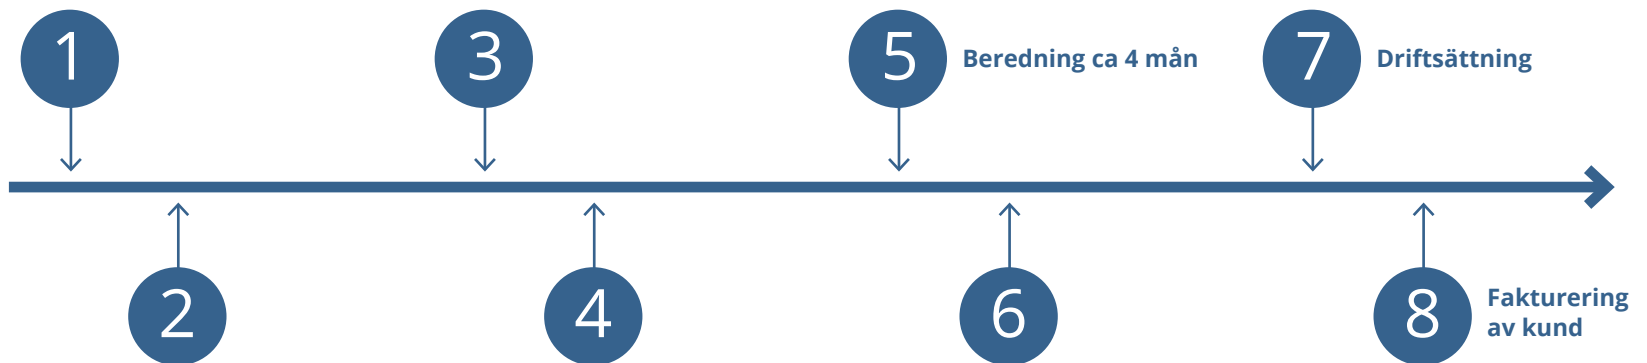 1
3
5 Beredning ca 4 mån
7 Driftsättning
2
4
6
8 Fakturering
av kund